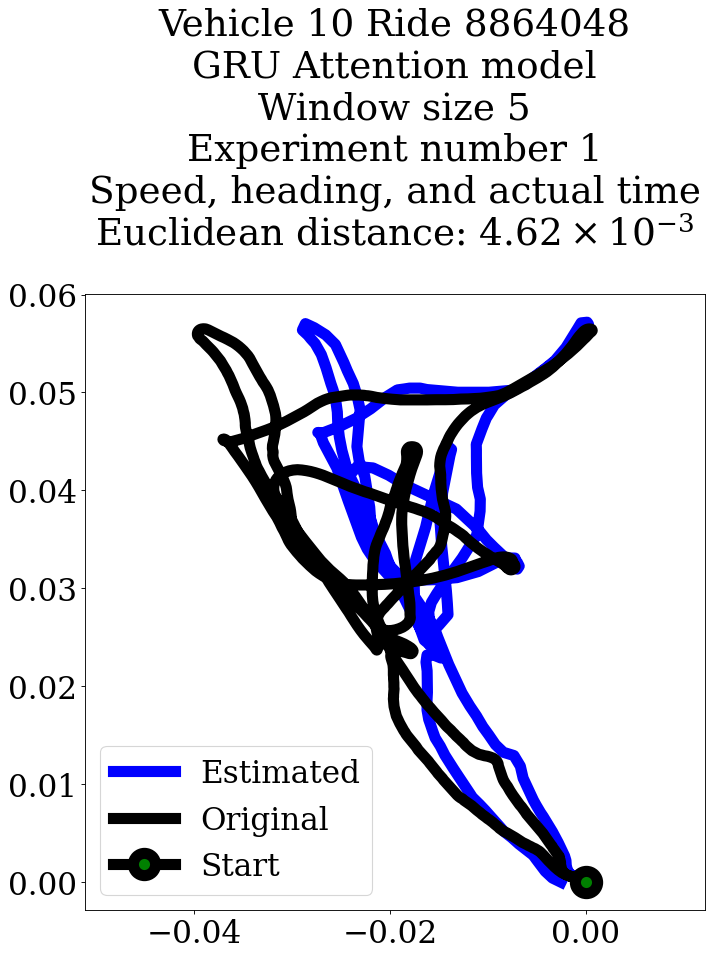 Vehicle 10 Ride 8864048
GRU Attention model
Window size 5
Experiment number 1
Speed, heading, and actual time
Euclidean distance: 4.62 × 10⁻³
0.06
0.05
0.04
0.03
0.02
0.01
0.00
Estimated
Original
Start
−0.04
−0.02
0.00